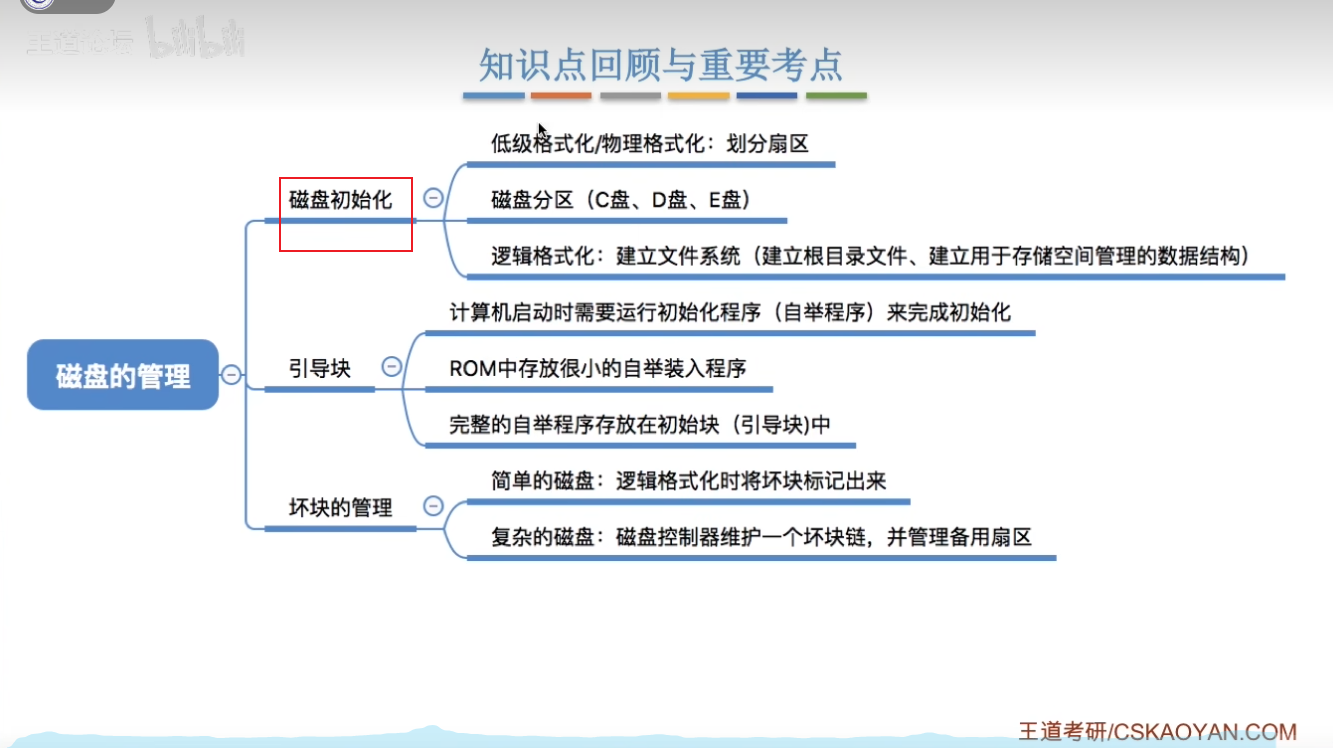 王道论坛 bilibili
知识点回顾与重要考点
低级格式化/物理格式化：划分扇区
磁盘初始化
磁盘分区（C盘、D盘、E盘）
逻辑格式化：建立文件系统（建立根目录文件、建立用于存储空间管理的数据结构）
计算机启动时需要运行初始化程序（自举程序）来完成初始化
磁盘的管理
引导块
ROM中存放很小的自举装入程序
完整的自举程序存放在初始块（引导块)中
简单的磁盘：逻辑格式化时将坏块标记出来
坏块的管理
复杂的磁盘：磁盘控制器维护一个坏块链，并管理备用扇区
王道考研/CSKAOYAN.COM